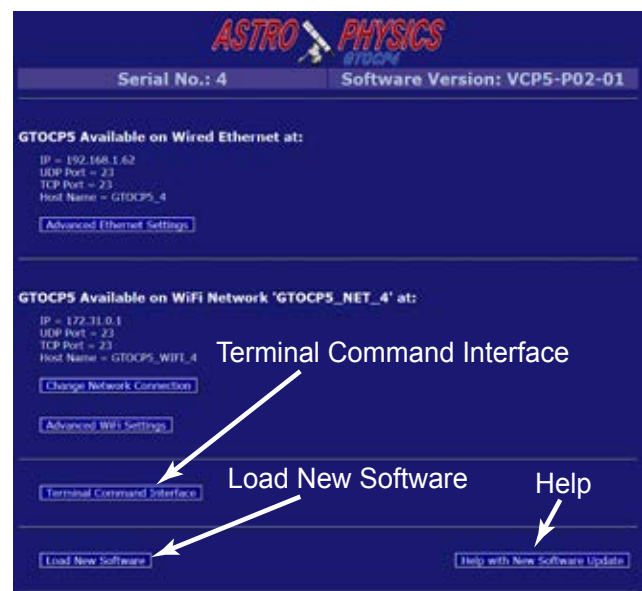 ASTRO PHYSICS
GTOCP4
Serial No.: 4 Software Version: VCP5-P02-01
GTOCP5 Available on Wired Ethernet at:
IP = 192.168.1.62
UDP Port = 23
TCP Port = 23
Host Name = GTOCP5_4
Advanced Ethernet Settings
GTOCP5 Available on WiFi Network 'GTOCP5_NET_4' at:
IP = 172.31.0.1
UDP Port = 23
TCP Port = 23
Host Name = GTOCP5_WIFI_4
Terminal Command Interface
Change Network Connection
Advanced WiFi Settings
Load New Software
Help
Terminal Command Interface
Load New Software
Help with New Software Update